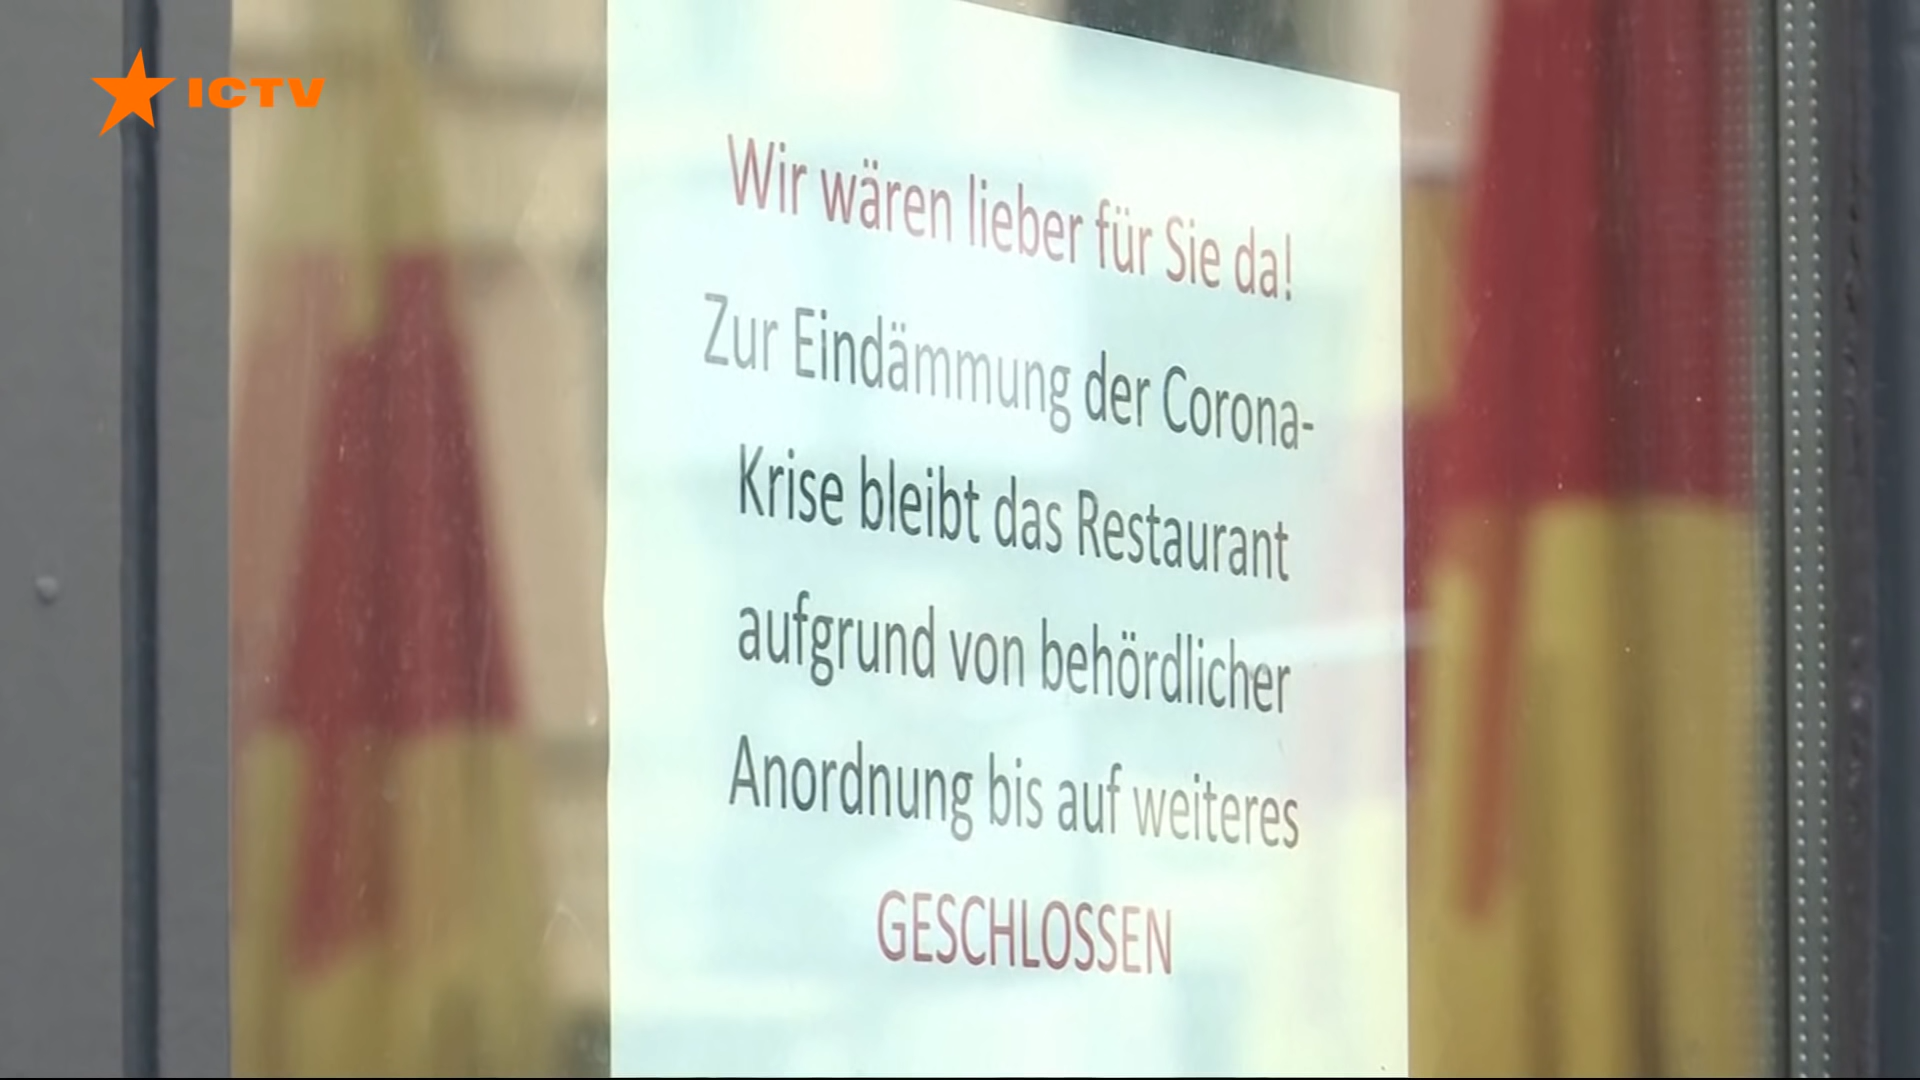 ICTV
Wir wären lieber für Sie da!
Zur Eindämmung der Corona-
Krise bleibt das Restaurant
aufgrund von behördlicher
Anordnung bis auf weiteres
GESCHLOSSEN